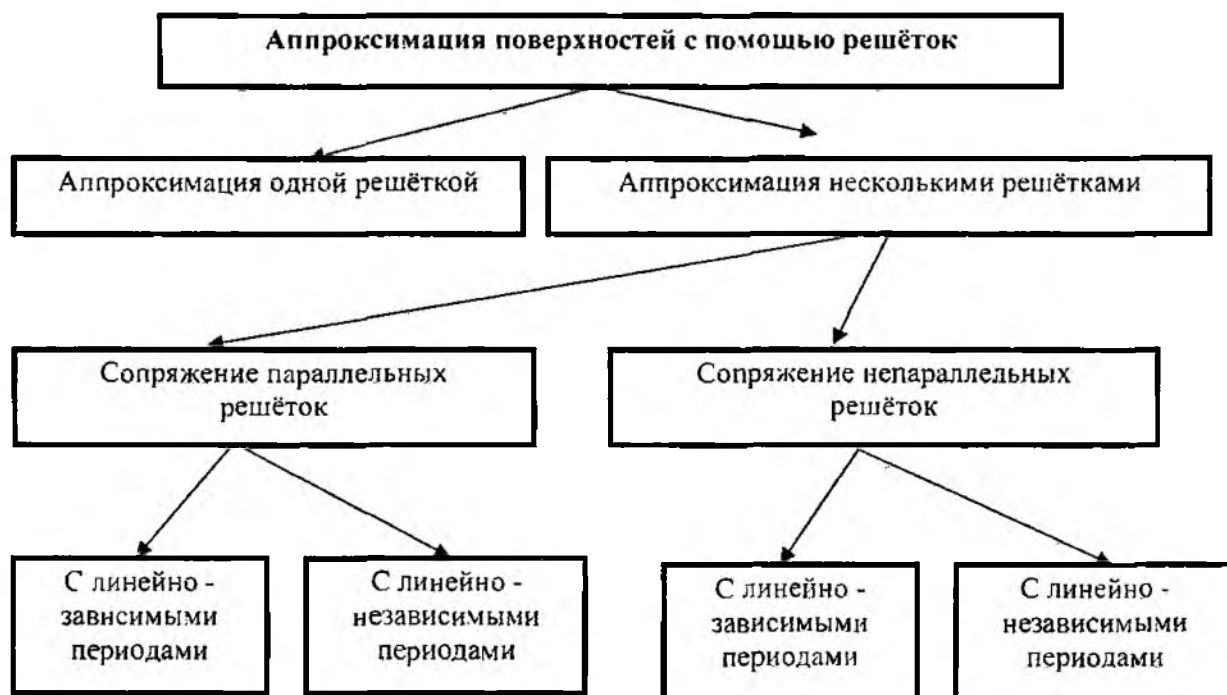 Аппроксимация поверхностей с помошью решёток
Аппроксимация одной решёткой
Аппроксимация несколькими решётками
Сопряжение параллельных
решёток
Сопряжение непараллельных
решёток
С линейно -
зависимыми
периодами
С линейно -
независимыми
периодами
С линейно -
зависимыми
периодами
С линейно -
независимыми
периодами